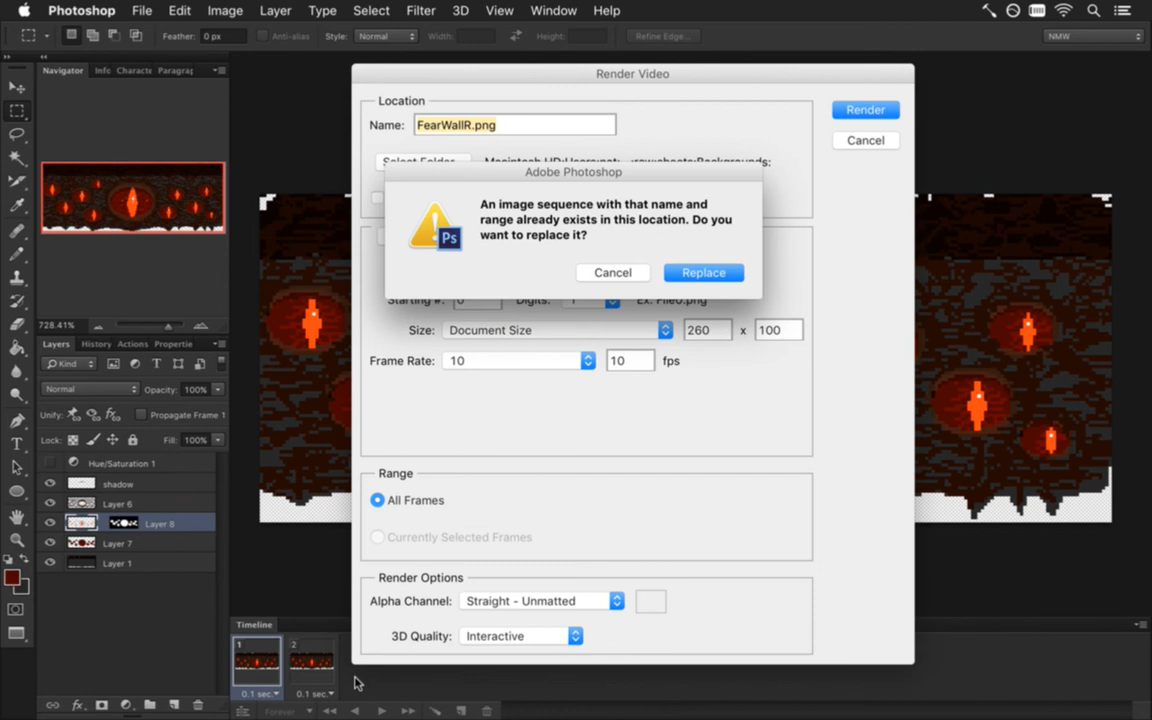 Photoshop File Edit Image Layer Type Select Filter 3D View Window Help
Feather: 0 px Anti-alias Style: Normal Width: Height: Refine Edge... NMW
Navigator Info Characte Paragrap
728.41%
Layers History Actions Propertie
Kind
Normal Opacity: 100%
Unify: Propagate Frame 1
Lock: Fill: 100%
Hue/Saturation 1
shadow
Layer 6
Layer 8
Layer 7
Layer 1
Render Video
Location
Name: FearWallR.png
Render
Cancel
Adobe Photoshop
An image sequence with that name and
range already exists in this location. Do you
want to replace it?
Cancel Replace
Size: Document Size 260 x 100
Frame Rate: 10 10 fps
Range
All Frames
Currently Selected Frames
Render Options
Alpha Channel: Straight - Unmatted
3D Quality: Interactive
Timeline
1 2
0.1 sec. 0.1 sec.
Forever